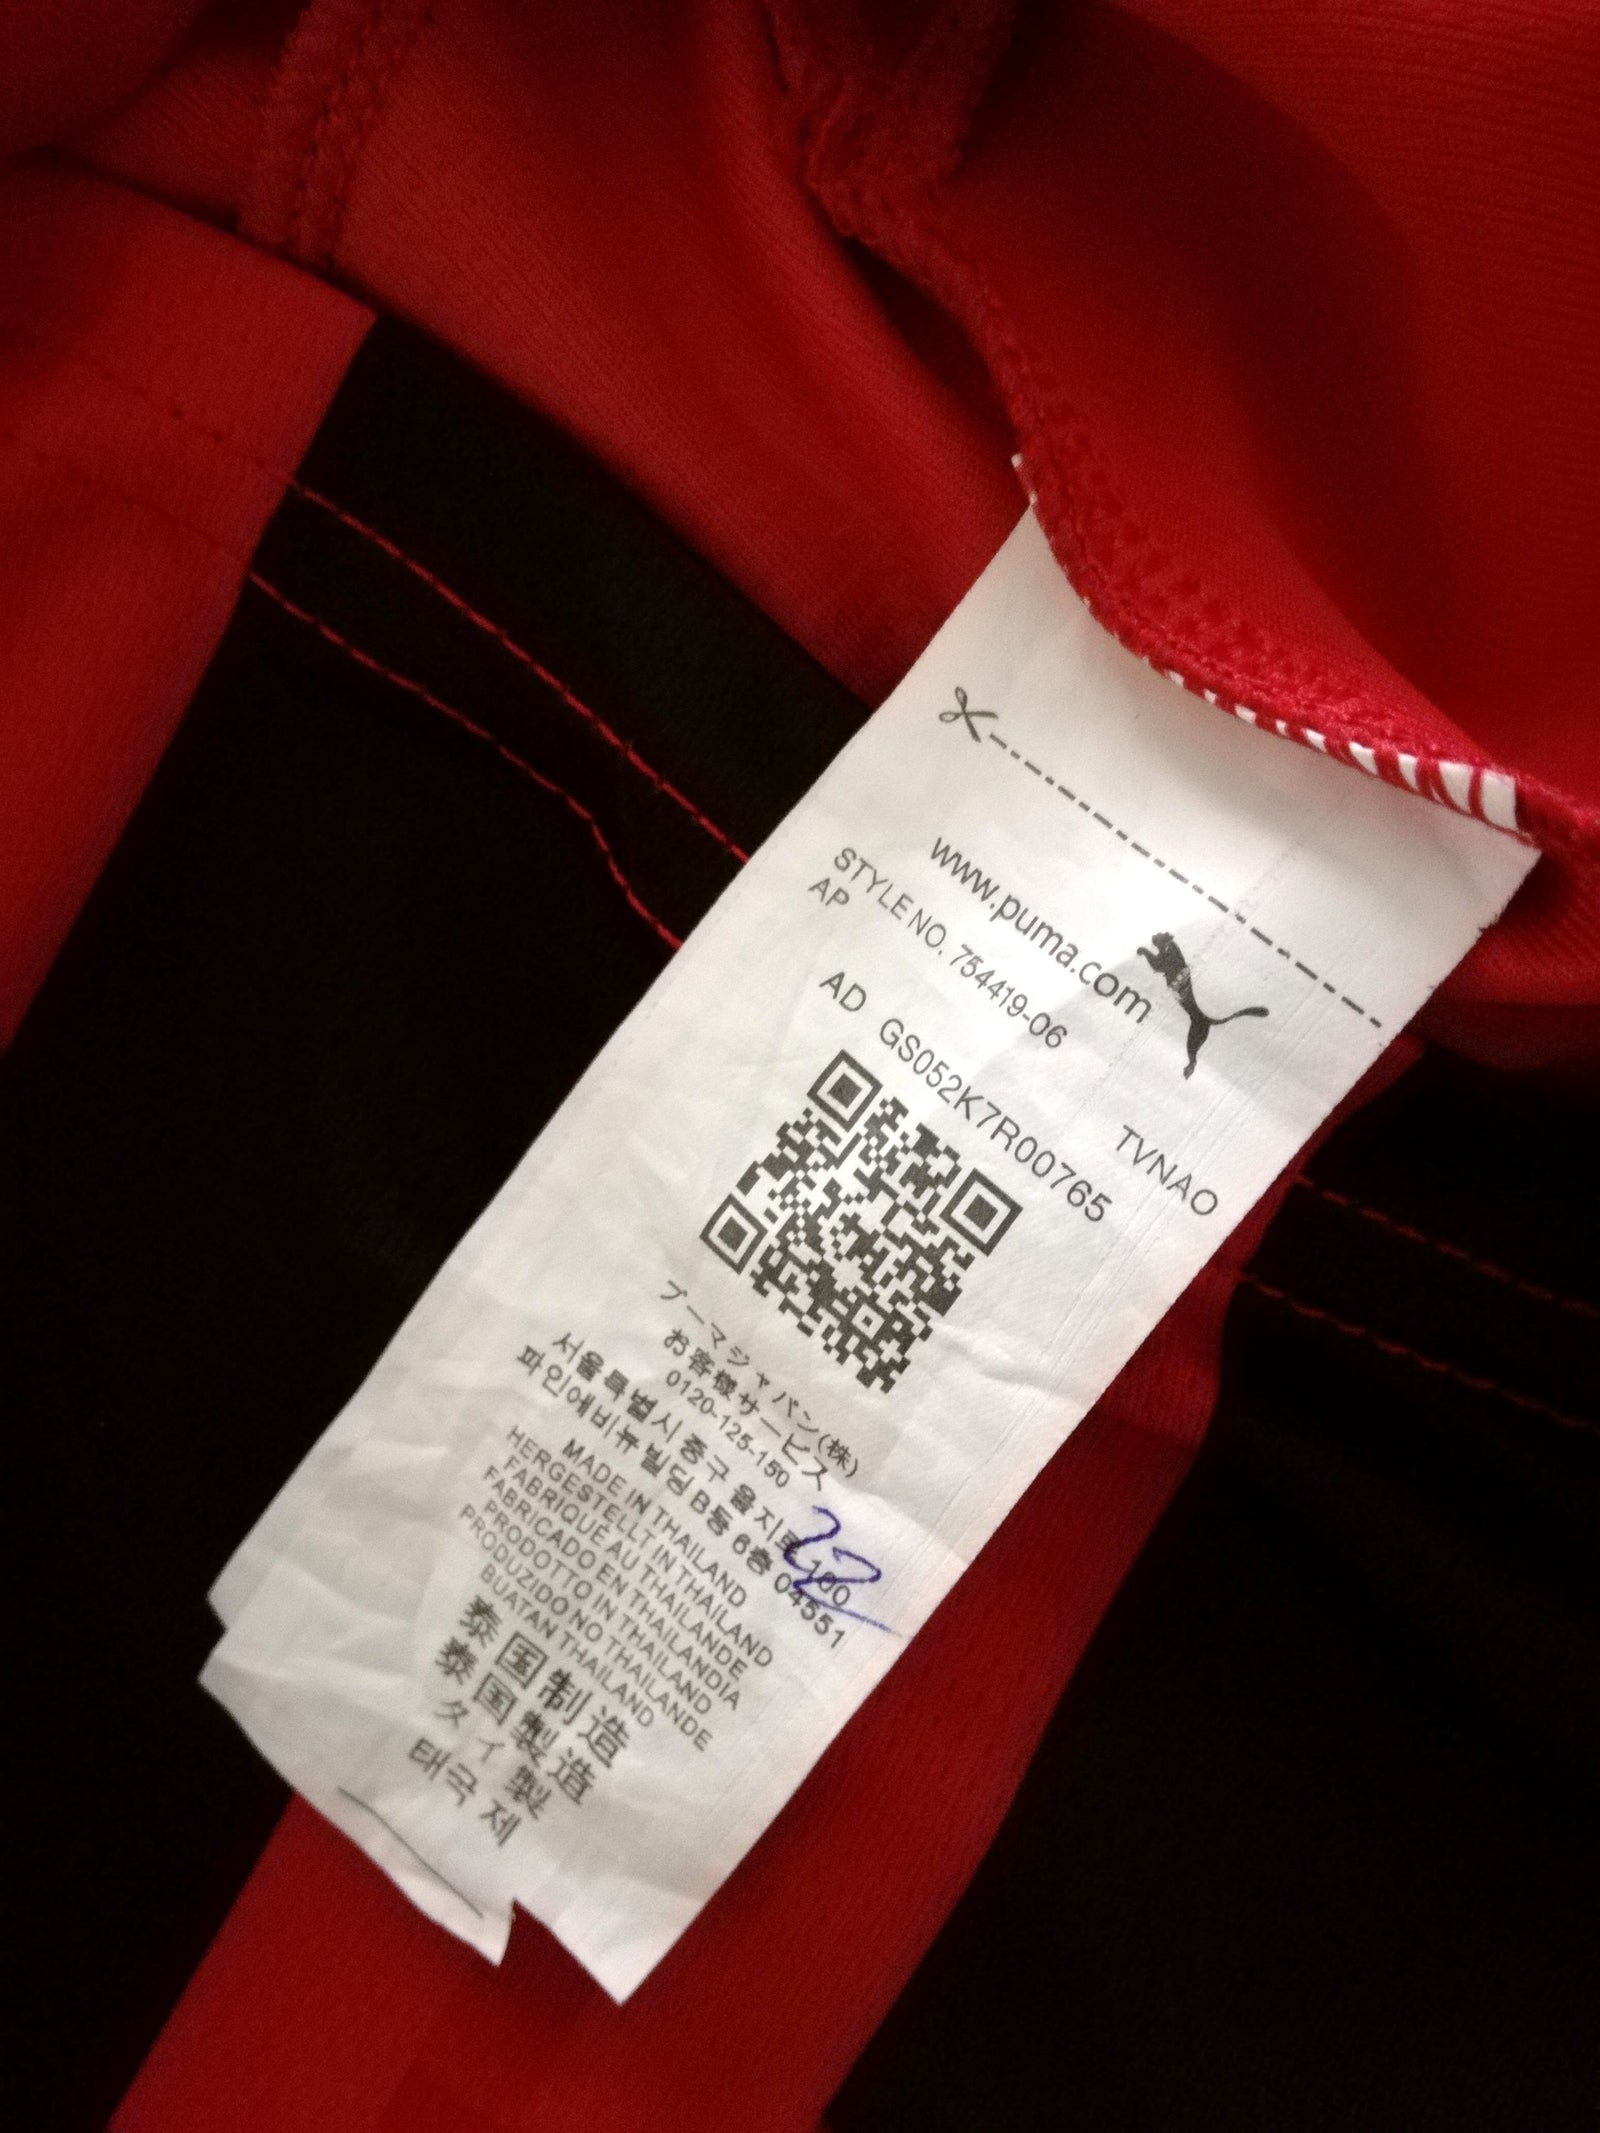 www.puma.com
STYLE NO. 754419-06
AP
TVNAO
AD GS052K7R00765
プーマジャパン(株)
お客様サービス
0120-125-150
서울특별시 중구 을지로 100
파인에비뉴빌딩 B동 6층 04551
22
MADE IN THAILAND
HERGESTELLT IN THAILAND
FABRIQUÉ AU THAILANDE
FABRICADO EN THAILANDIA
PRODOTTO IN THAILAND
PRODUZIDO NO THAILANDE
BUATAN THAILAND
泰国制造
泰国製造
タイ製
태국 제